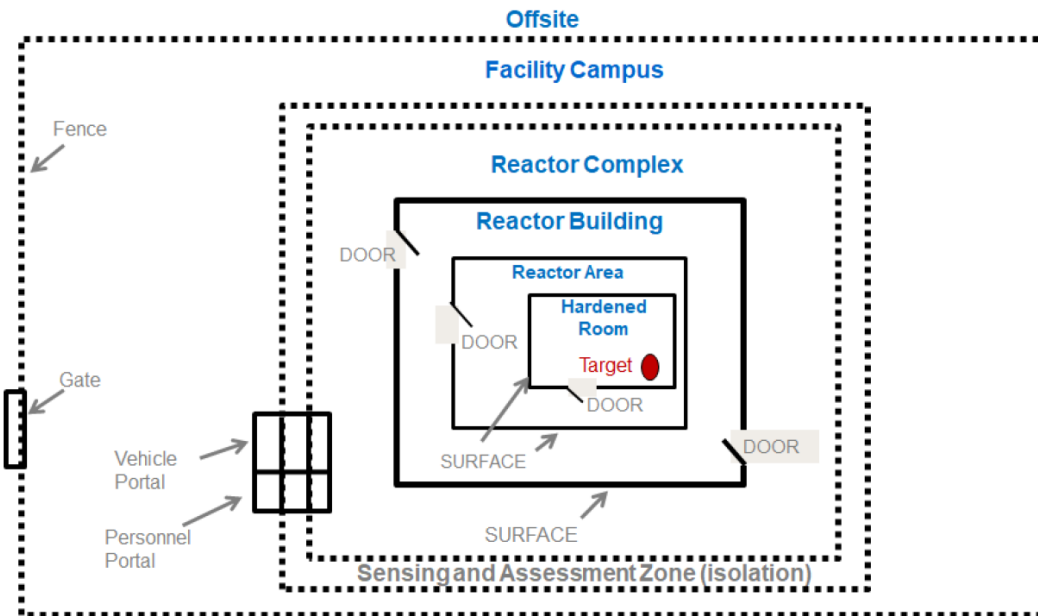 Offsite
Facility Campus
Fence
Reactor Complex
Reactor Building
DOOR
Reactor Area
Hardened
Room
DOOR
Target
Gate
DOOR
Vehicle
Portal
SURFACE
DOOR
Personnel
Portal
SURFACE
Sensing and Assessment Zone (isolation)